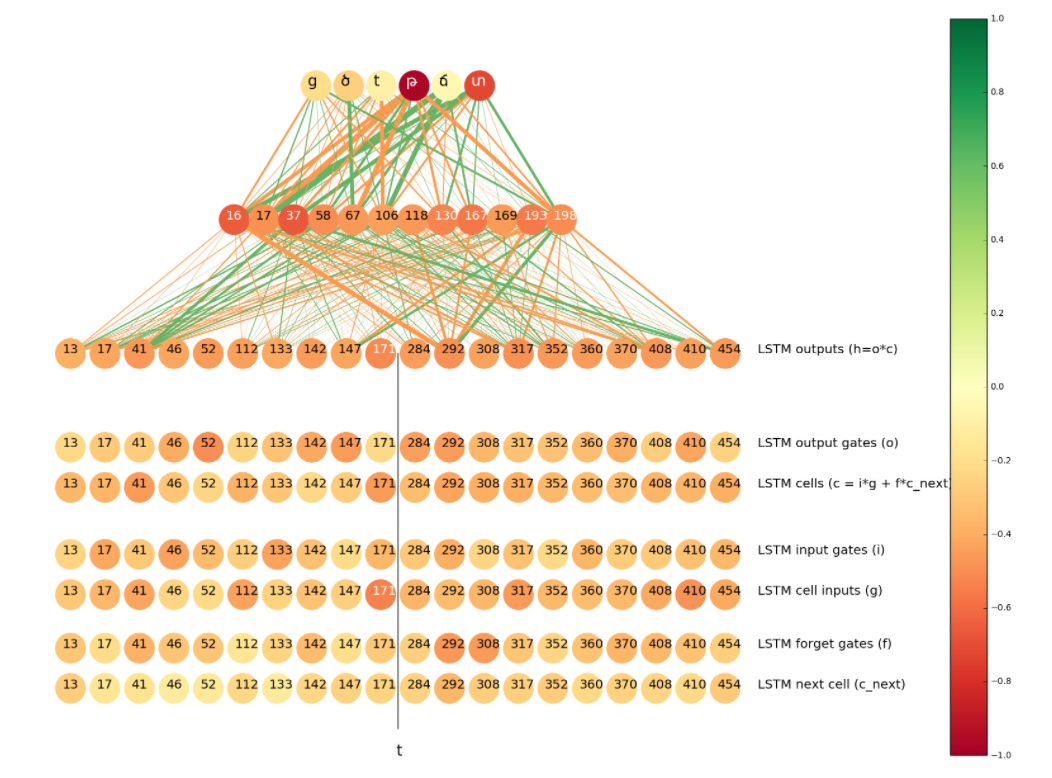 ց ծ t թ ճ տ
16 17 37 58 67 106 118 130 167 169 193 198
13 17 41 46 52 112 133 142 147 171 284 292 308 317 352 360 370 408 410 454 LSTM outputs (h=o*c)
13 17 41 46 52 112 133 142 147 171 284 292 308 317 352 360 370 408 410 454 LSTM output gates (o)
13 17 41 46 52 112 133 142 147 171 284 292 308 317 352 360 370 408 410 454 LSTM cells (c = i*g + f*c_next)
13 17 41 46 52 112 133 142 147 171 284 292 308 317 352 360 370 408 410 454 LSTM input gates (i)
13 17 41 46 52 112 133 142 147 171 284 292 308 317 352 360 370 408 410 454 LSTM cell inputs (g)
13 17 41 46 52 112 133 142 147 171 284 292 308 317 352 360 370 408 410 454 LSTM forget gates (f)
13 17 41 46 52 112 133 142 147 171 284 292 308 317 352 360 370 408 410 454 LSTM next cell (c_next)
t
1.0
0.8
0.6
0.4
0.2
0.0
−0.2
−0.4
−0.6
−0.8
−1.0